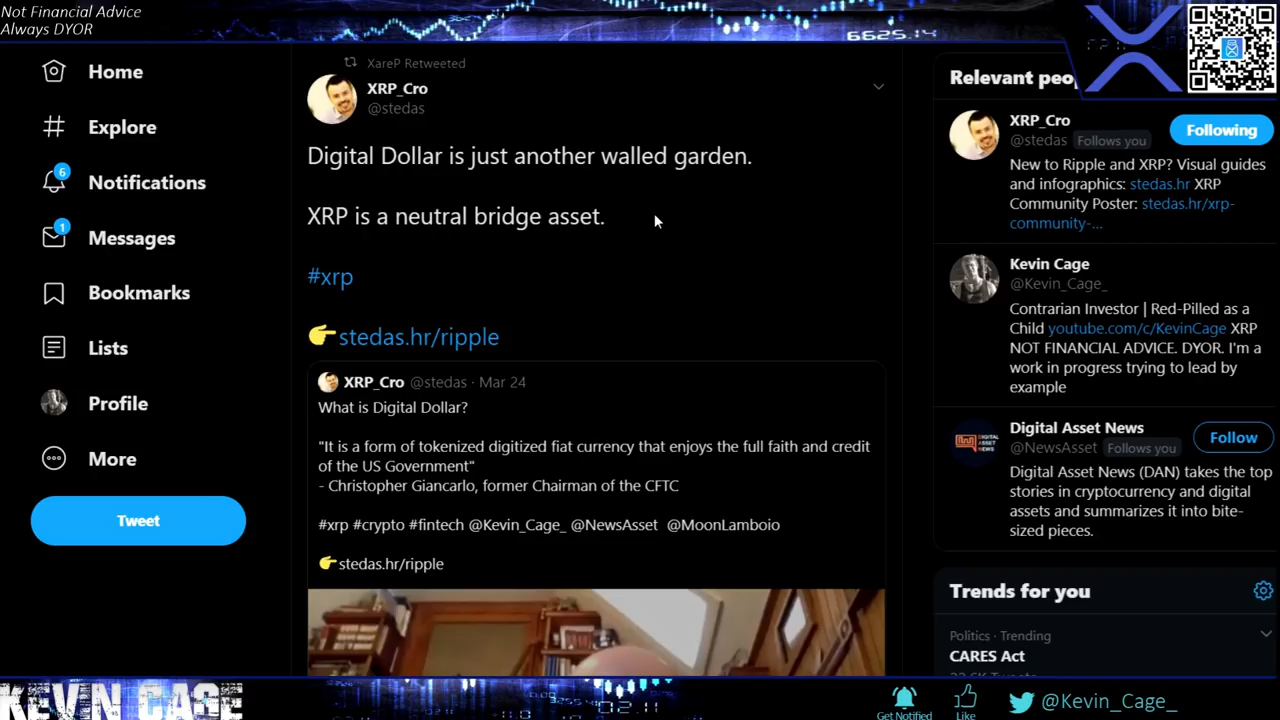 Not Financial Advice
Always DYOR
6625.14
Home
Explore
6
Notifications
1
Messages
Bookmarks
Lists
Profile
More
Tweet
XareP Retweeted
XRP_Cro
@stedas
Digital Dollar is just another walled garden.
XRP is a neutral bridge asset.
#xrp
👉stedas.hr/ripple
XRP_Cro @stedas · Mar 24
What is Digital Dollar?
"It is a form of tokenized digitized fiat currency that enjoys the full faith and credit
of the US Government"
- Christopher Giancarlo, former Chairman of the CFTC
#xrp #crypto #fintech @Kevin_Cage_ @NewsAsset @MoonLamboio
👉stedas.hr/ripple
Relevant peo
XRP_Cro
@stedas Follows you
Following
New to Ripple and XRP? Visual guides
and infographics: stedas.hr XRP
Community Poster: stedas.hr/xrp-
community-...
Kevin Cage
@Kevin_Cage_
Contrarian Investor | Red-Pilled as a
Child youtube.com/c/KevinCage XRP
NOT FINANCIAL ADVICE. DYOR. I'm a
work in progress trying to lead by
example
DIGITAL
ASSET
NEWS
Digital Asset News
@NewsAsset Follows you
Follow
Digital Asset News (DAN) takes the top
stories in cryptocurrency and digital
assets and summarizes it into bite-
sized pieces.
Trends for you
Politics · Trending
CARES Act
KEVIN CAGE
Get Notified
Like
@Kevin_Cage_